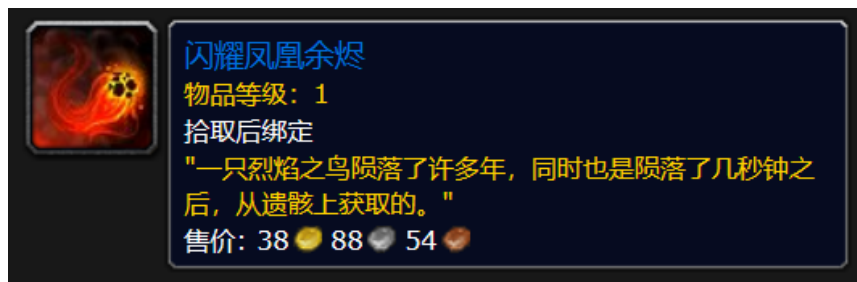 闪耀凤凰余烬
物品等级：1
拾取后绑定
"一只烈焰之鸟陨落了许多年，同时也是陨落了几秒钟之
后，从遗骸上获取的。"
售价：38 88 54